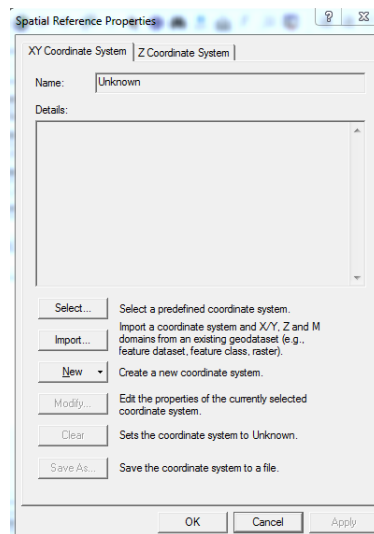 Spatial Reference Properties
XY Coordinate System
Z Coordinate System
Name:
Unknown
Details:
Select...
Select a predefined coordinate system.
Import...
Import a coordinate system and X/Y, Z and M
domains from an existing geodataset (e.g.,
feature dataset, feature class, raster).
New
Create a new coordinate system.
Modify...
Edit the properties of the currently selected
coordinate system.
Clear
Sets the coordinate system to Unknown.
Save As...
Save the coordinate system to a file.
OK
Cancel
Apply